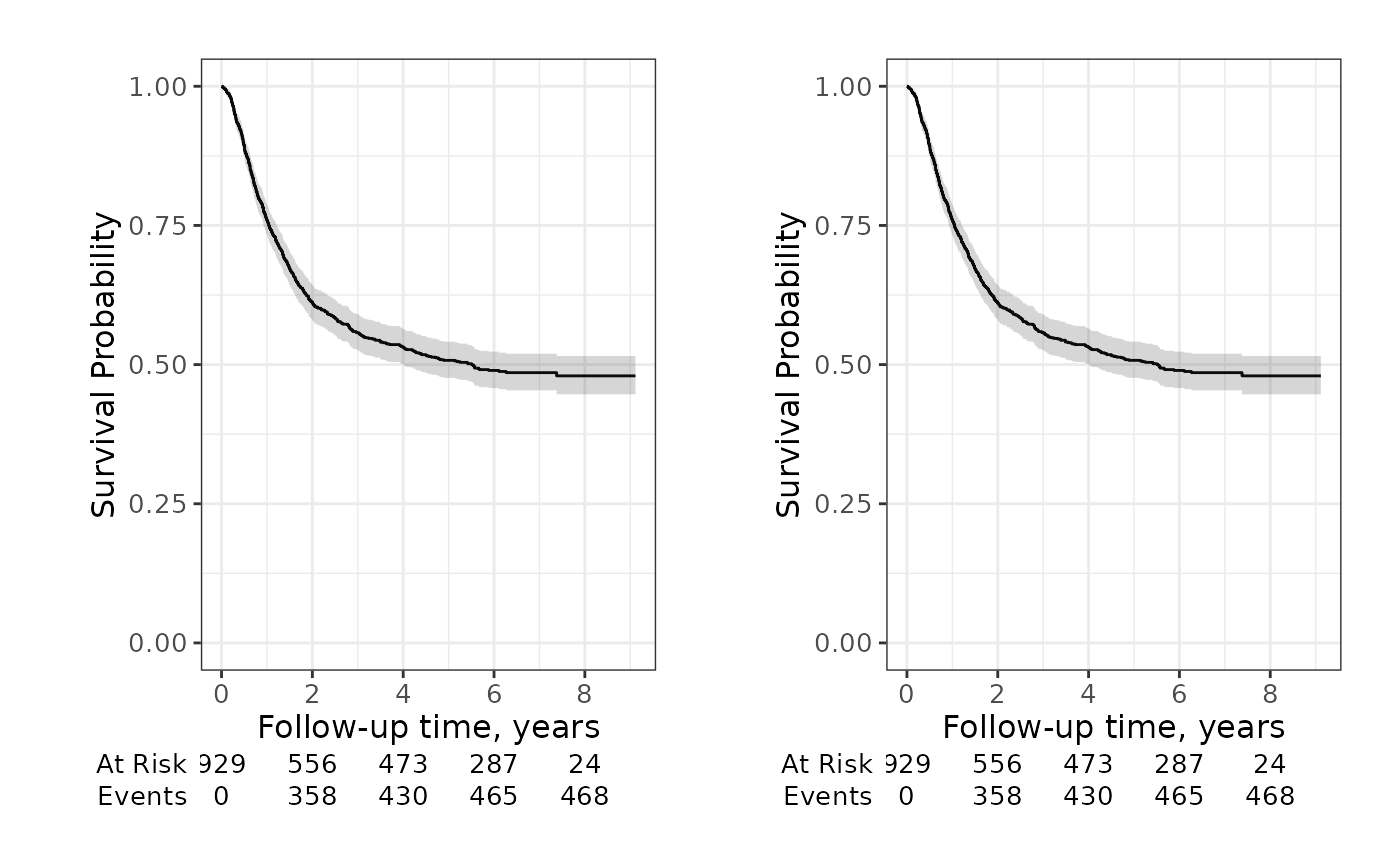 1.00
0.75
0.50
0.25
0.00
Survival Probability
0 2 4 6 8
Follow-up time, years
At Risk 929 556 473 287 24
Events 0 358 430 465 468
1.00
0.75
0.50
0.25
0.00
Survival Probability
0 2 4 6 8
Follow-up time, years
At Risk 929 556 473 287 24
Events 0 358 430 465 468